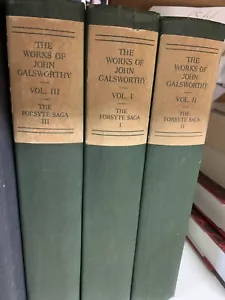 THE
WORKS OF
JOHN
GALSWORTHY
VOL. III
THE
FORSYTE SAGA
III
THE
WORKS OF
JOHN
GALSWORTHY
VOL. I
THE
FORSYTE SAGA
I
THE
WORKS OF
JOHN
GALSWORTHY
VOL. II
THE
FORSYTE SAGA
II